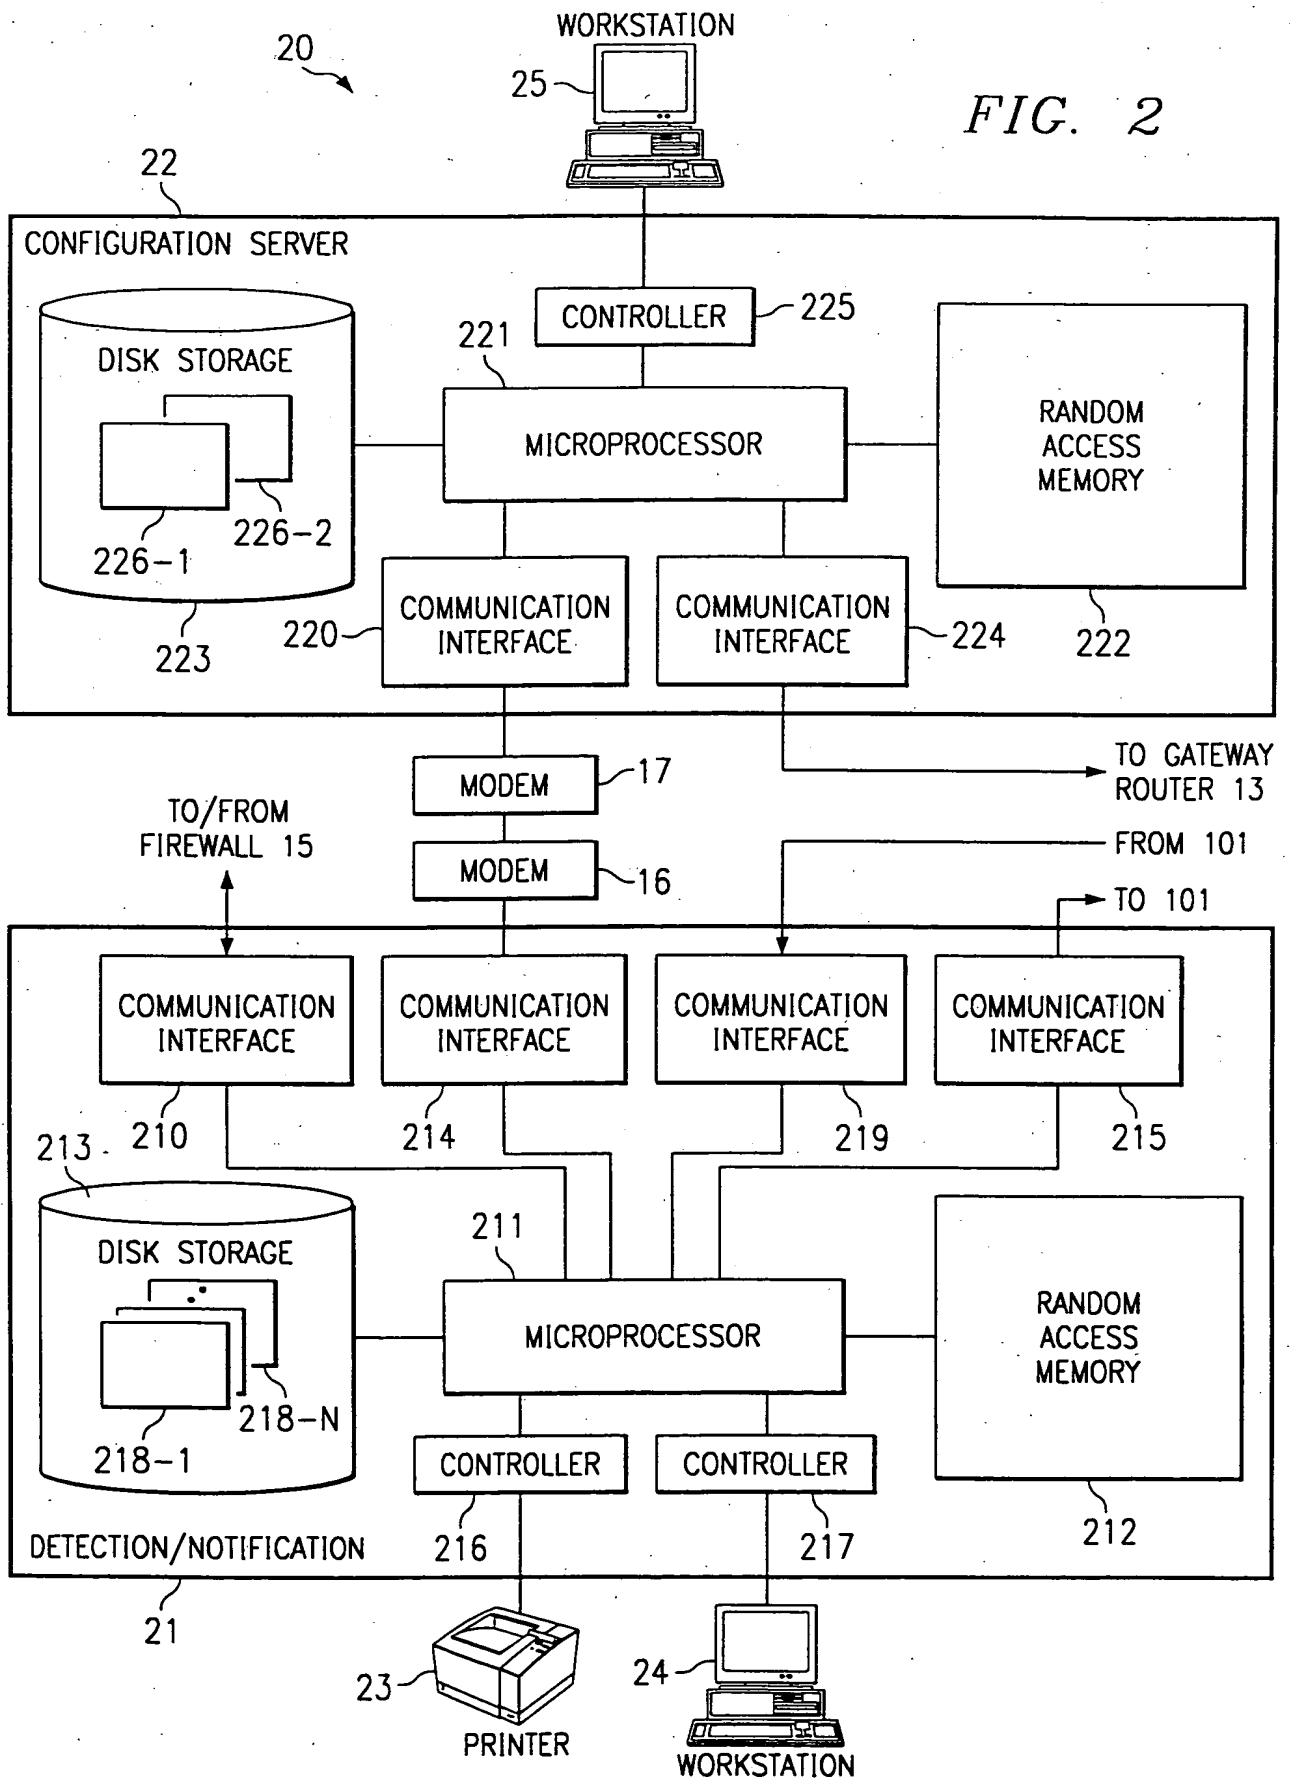 WORKSTATION
20
25
FIG. 2
22
CONFIGURATION SERVER
CONTROLLER
225
221
DISK STORAGE
MICROPROCESSOR
RANDOM
ACCESS
MEMORY
226-2
226-1
COMMUNICATION
INTERFACE
COMMUNICATION
INTERFACE
220
224
222
223
MODEM
17
TO GATEWAY
ROUTER 13
TO/FROM
FIREWALL 15
MODEM
16
FROM 101
TO 101
COMMUNICATION
INTERFACE
COMMUNICATION
INTERFACE
COMMUNICATION
INTERFACE
COMMUNICATION
INTERFACE
210
214
219
215
213
211
DISK STORAGE
MICROPROCESSOR
RANDOM
ACCESS
MEMORY
218-N
218-1
CONTROLLER
CONTROLLER
216
217
212
DETECTION/NOTIFICATION
21
23
24
PRINTER
WORKSTATION